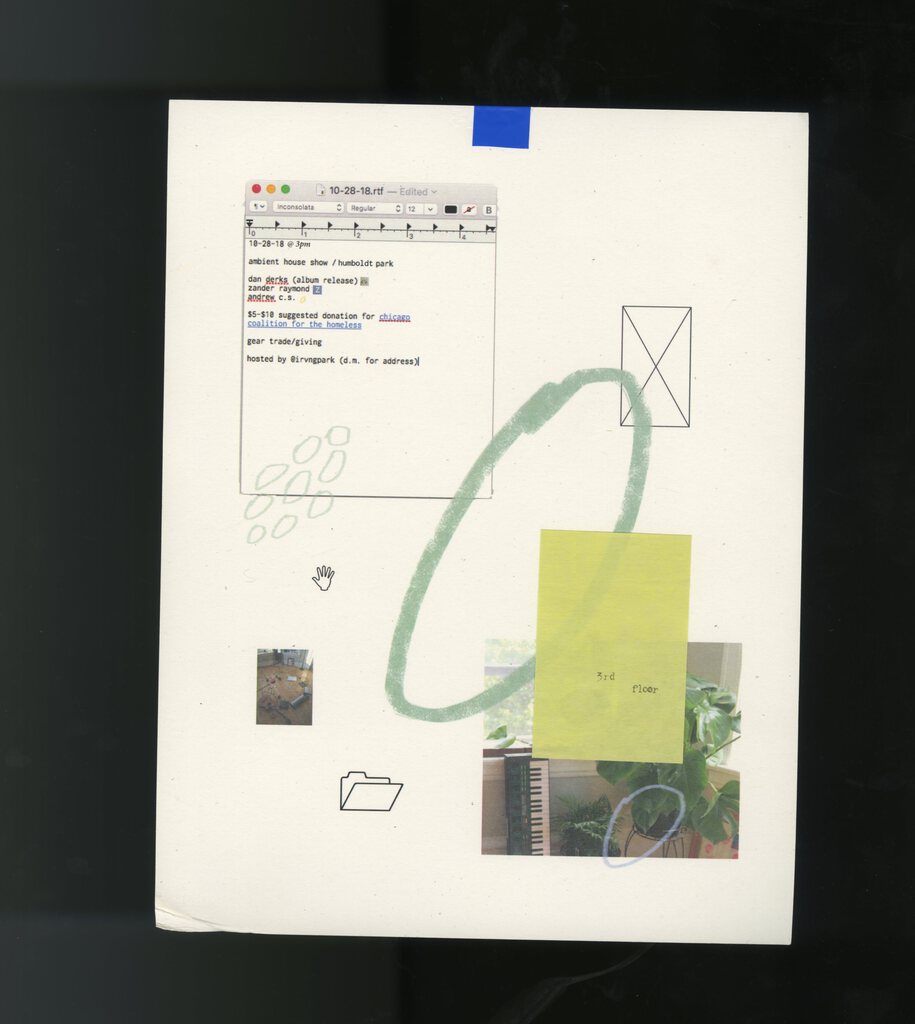 10-28-18.rtf — Edited
Inconsolata Regular 12 B
0 1 2 3 4
10-28-18 @ 3pm
ambient house show / humboldt park
dan derks (album release)
zander raymond Z
andrew c.s.
$5-$10 suggested donation for chicago
coalition for the homeless
gear trade/giving
hosted by @irvngpark (d.m. for address)
3rd
floor